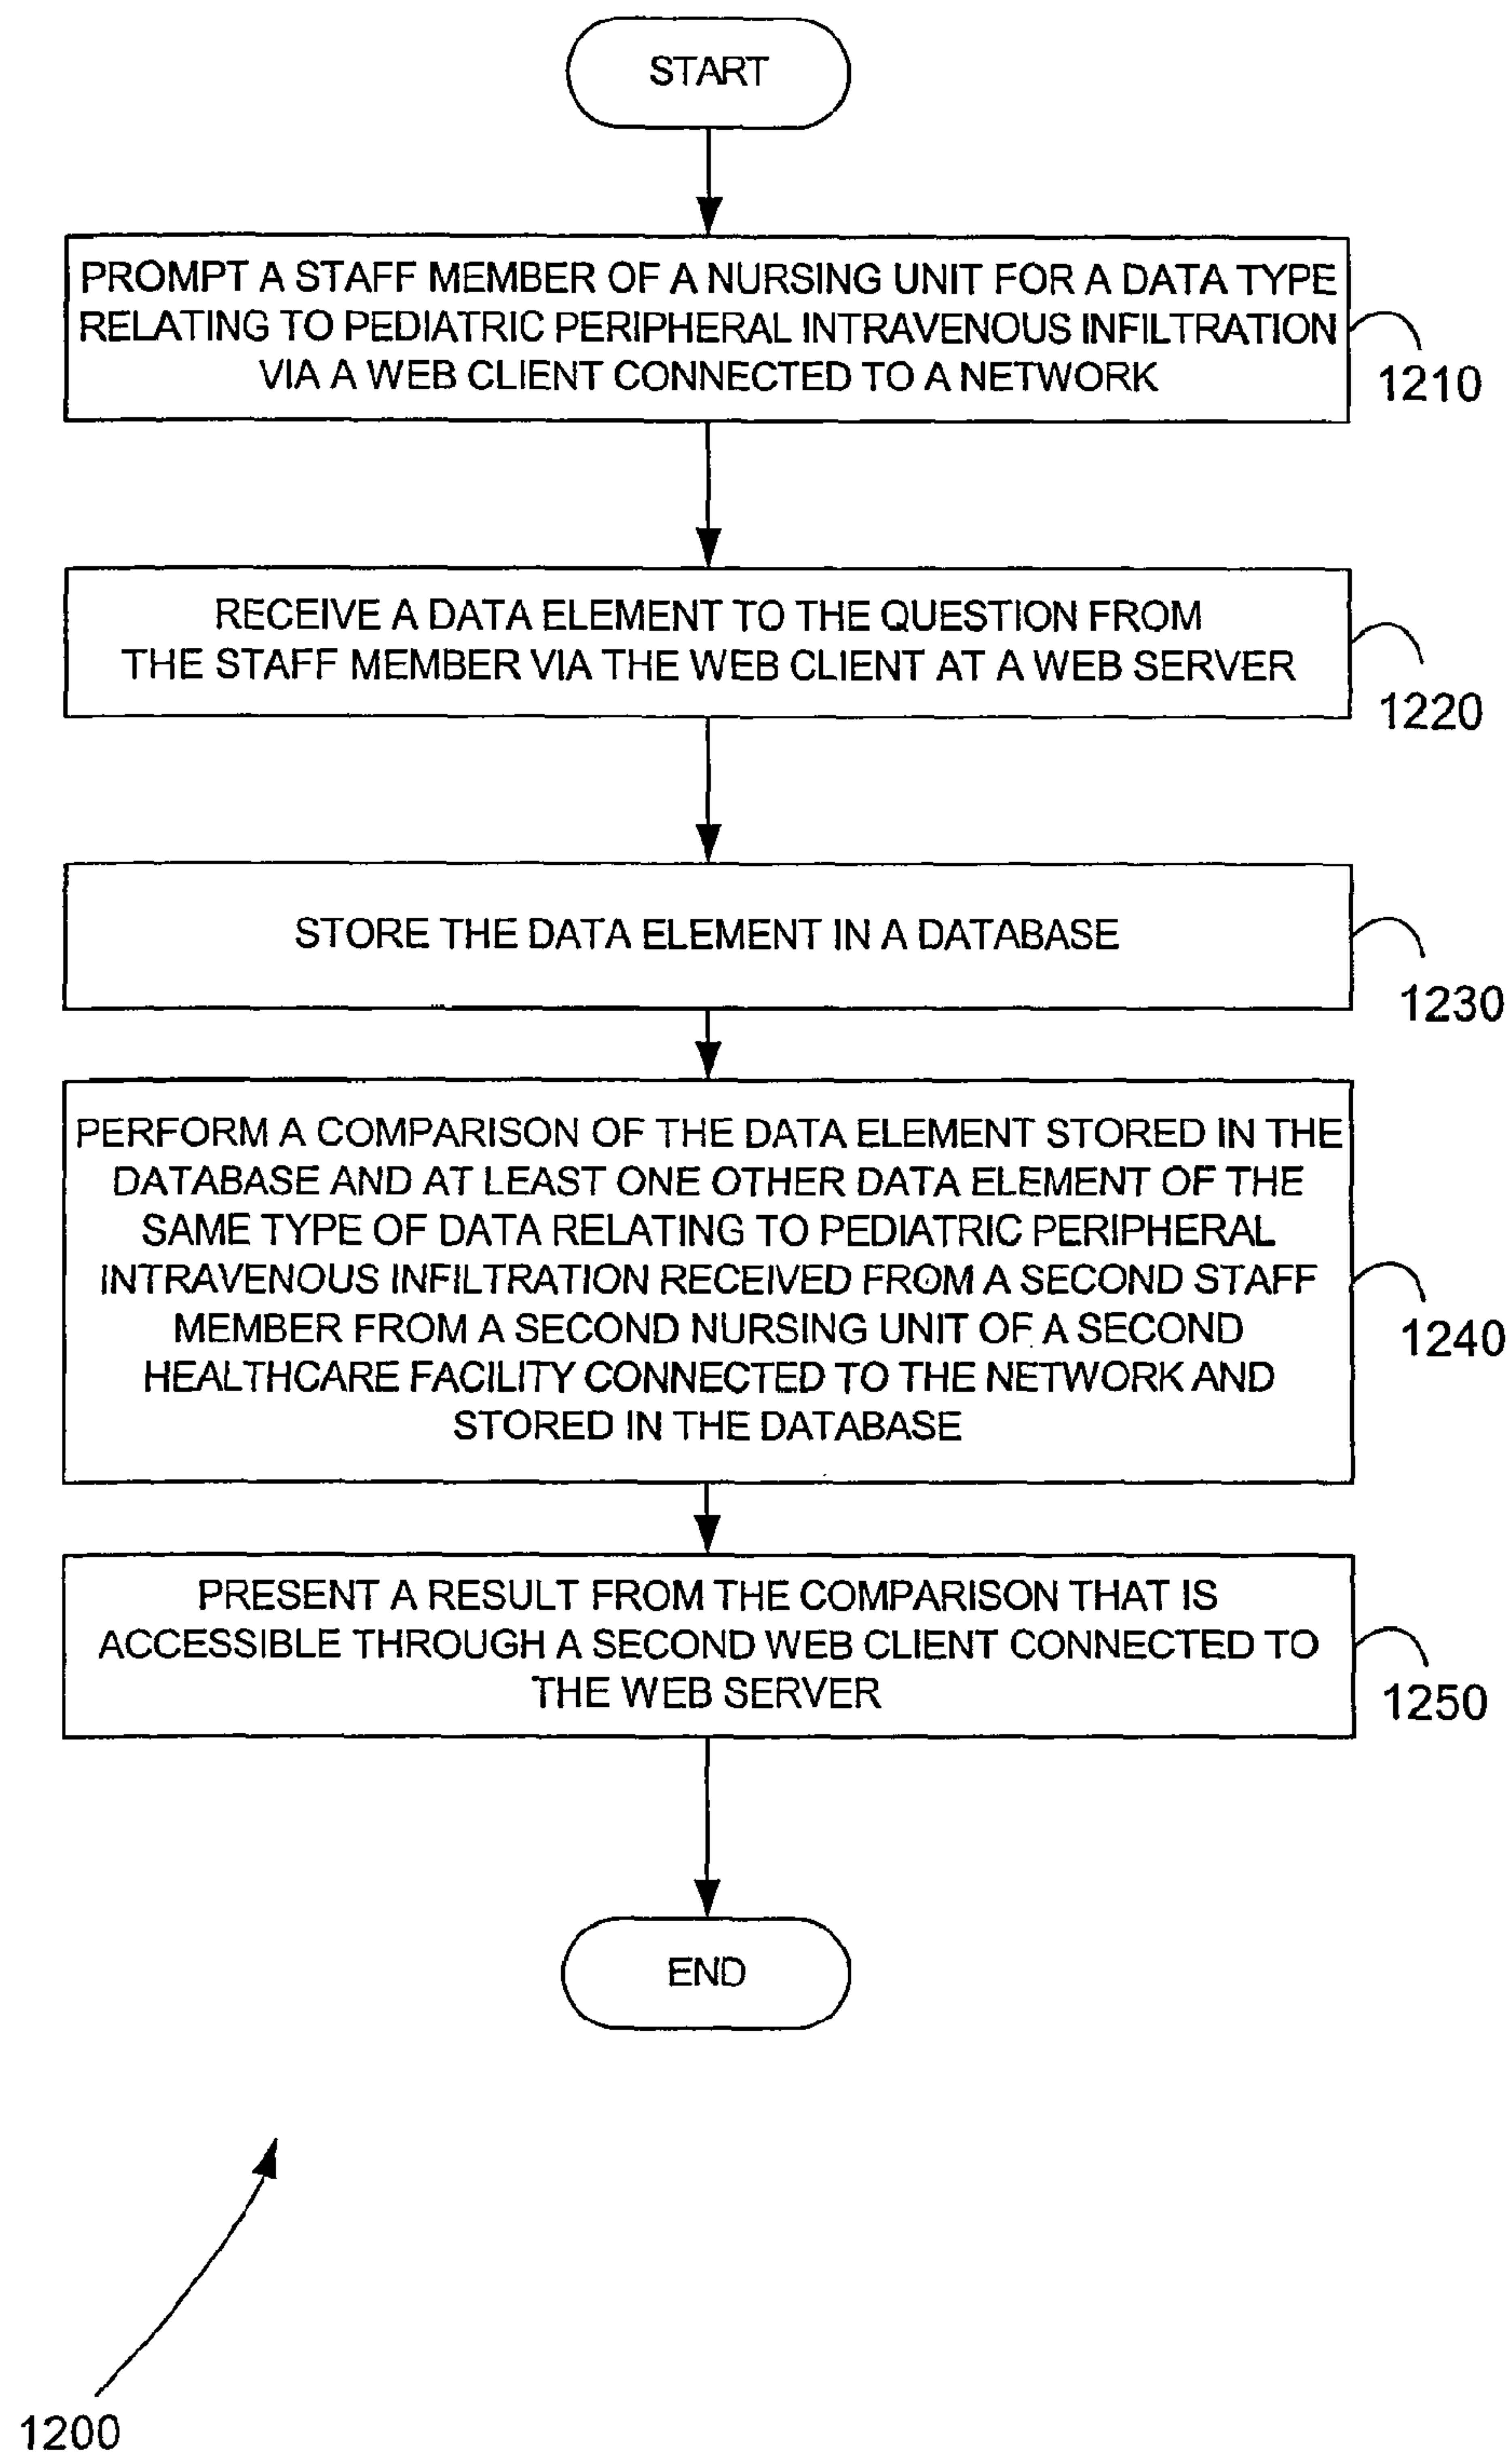 START
PROMPT A STAFF MEMBER OF A NURSING UNIT FOR A DATA TYPE
RELATING TO PEDIATRIC PERIPHERAL INTRAVENOUS INFILTRATION
VIA A WEB CLIENT CONNECTED TO A NETWORK
1210
RECEIVE A DATA ELEMENT TO THE QUESTION FROM
THE STAFF MEMBER VIA THE WEB CLIENT AT A WEB SERVER
1220
STORE THE DATA ELEMENT IN A DATABASE
1230
PERFORM A COMPARISON OF THE DATA ELEMENT STORED IN THE
DATABASE AND AT LEAST ONE OTHER DATA ELEMENT OF THE
SAME TYPE OF DATA RELATING TO PEDIATRIC PERIPHERAL
INTRAVENOUS INFILTRATION RECEIVED FROM A SECOND STAFF
MEMBER FROM A SECOND NURSING UNIT OF A SECOND
HEALTHCARE FACILITY CONNECTED TO THE NETWORK AND
STORED IN THE DATABASE
1240
PRESENT A RESULT FROM THE COMPARISON THAT IS
ACCESSIBLE THROUGH A SECOND WEB CLIENT CONNECTED TO
THE WEB SERVER
1250
END
1200